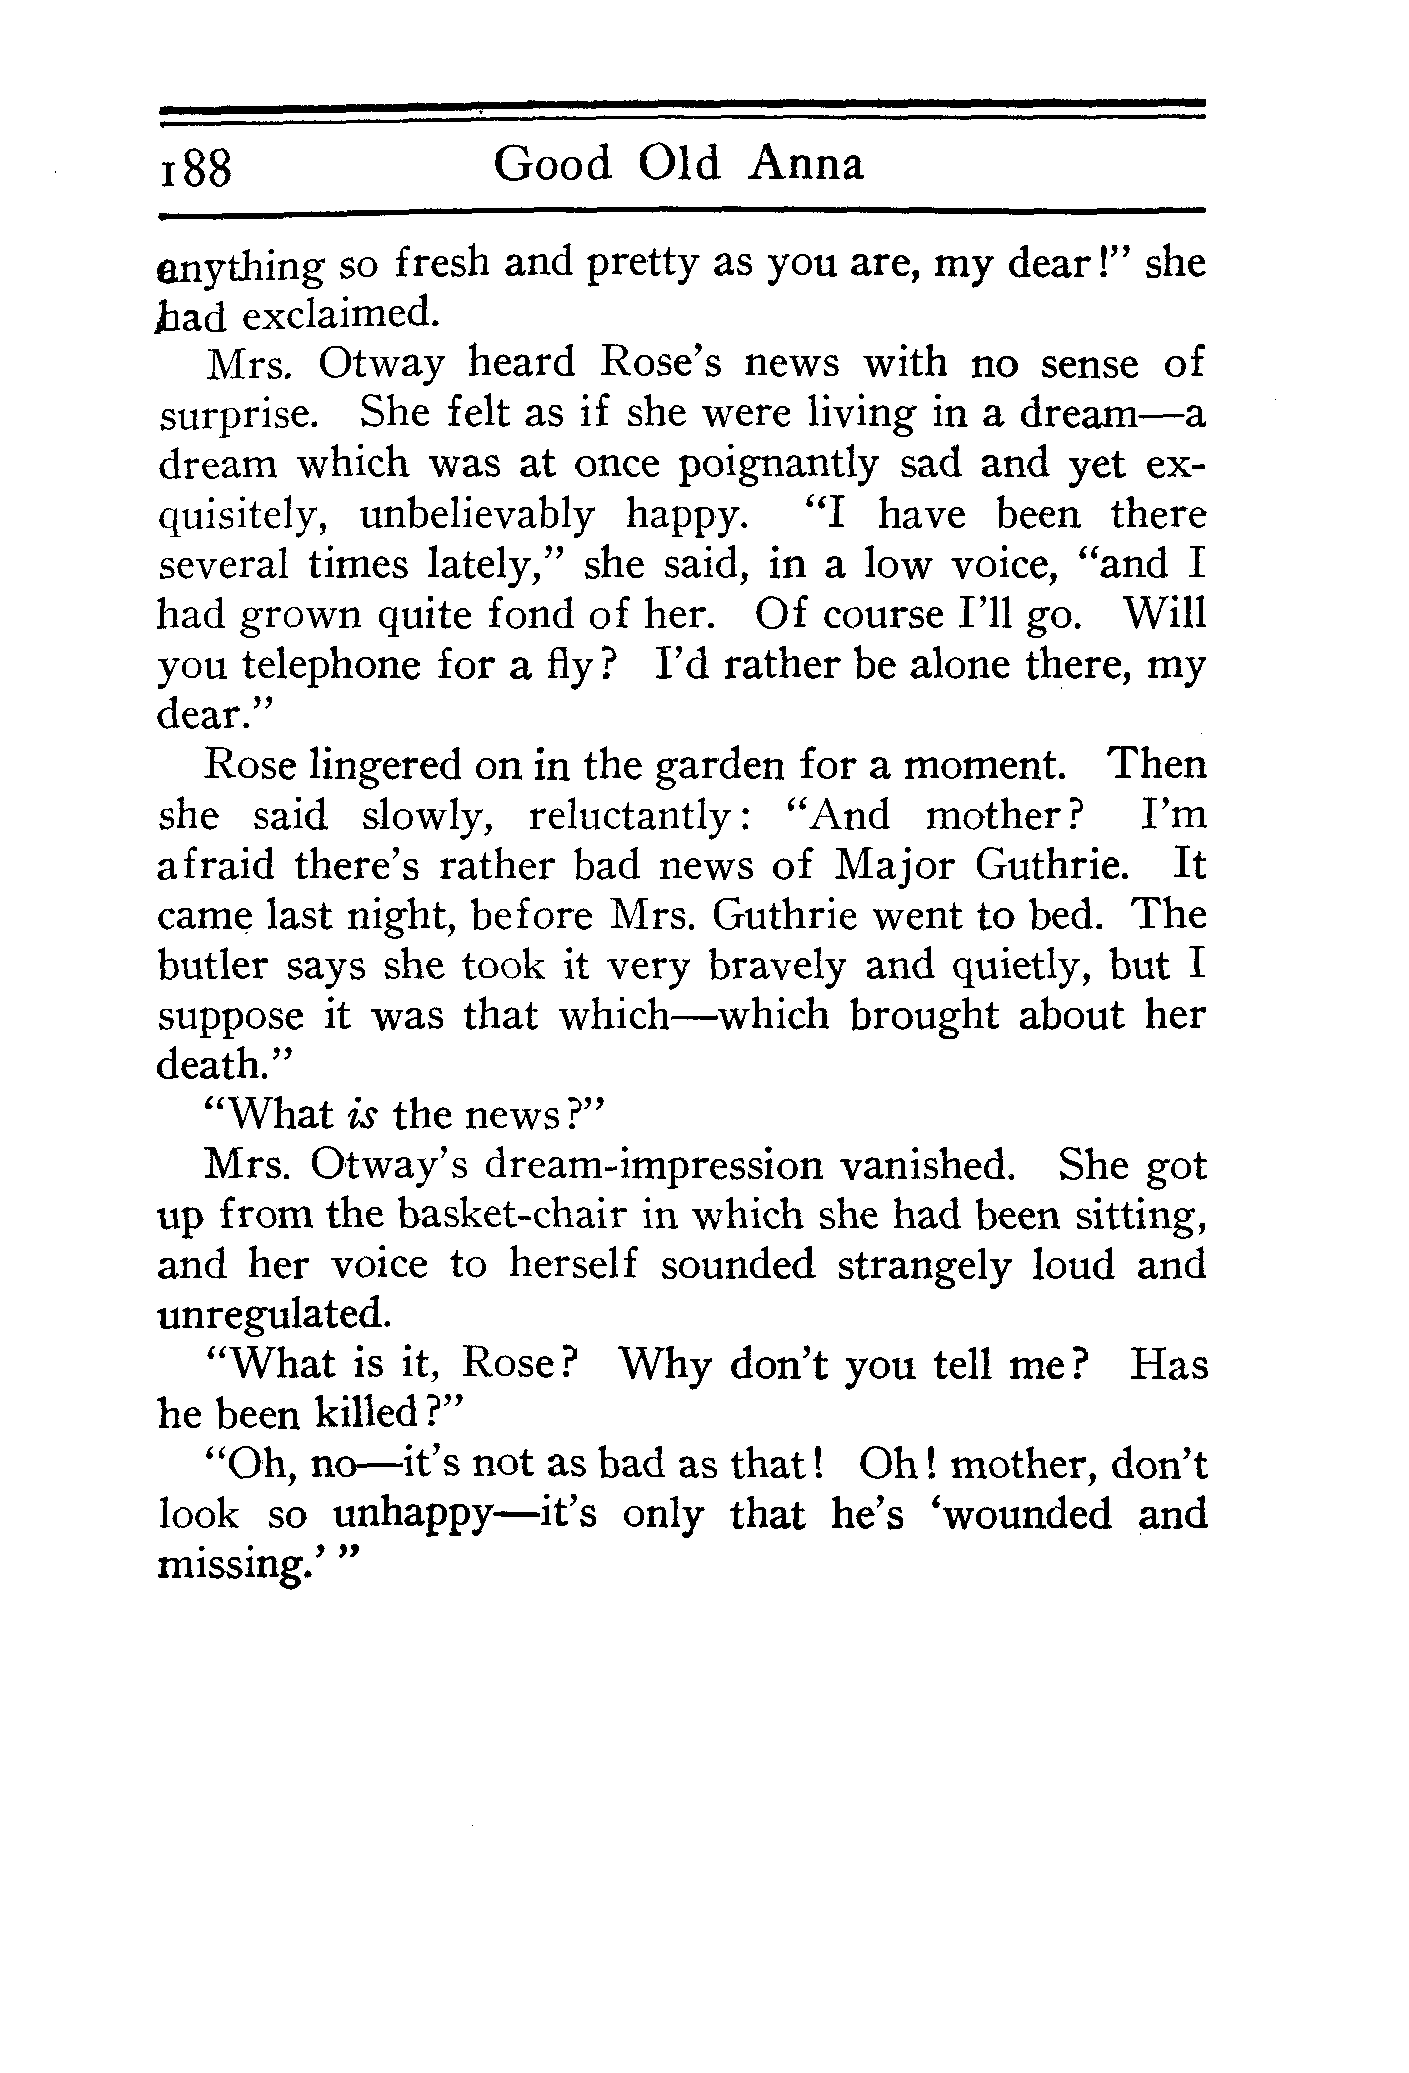 188 Good Old Anna
anything so fresh and pretty as you are, my dear!" she
had exclaimed.
Mrs. Otway heard Rose's news with no sense of
surprise. She felt as if she were living in a dream—a
dream which was at once poignantly sad and yet ex-
quisitely, unbelievably happy. "I have been there
several times lately," she said, in a low voice, "and I
had grown quite fond of her. Of course I'll go. Will
you telephone for a fly? I'd rather be alone there, my
dear."
Rose lingered on in the garden for a moment. Then
she said slowly, reluctantly: "And mother? I'm
afraid there's rather bad news of Major Guthrie. It
came last night, before Mrs. Guthrie went to bed. The
butler says she took it very bravely and quietly, but I
suppose it was that which—which brought about her
death."
"What is the news?"
Mrs. Otway's dream-impression vanished. She got
up from the basket-chair in which she had been sitting,
and her voice to herself sounded strangely loud and
unregulated.
"What is it, Rose? Why don't you tell me? Has
he been killed?"
"Oh, no—it's not as bad as that! Oh! mother, don't
look so unhappy—it's only that he's 'wounded and
missing.' "